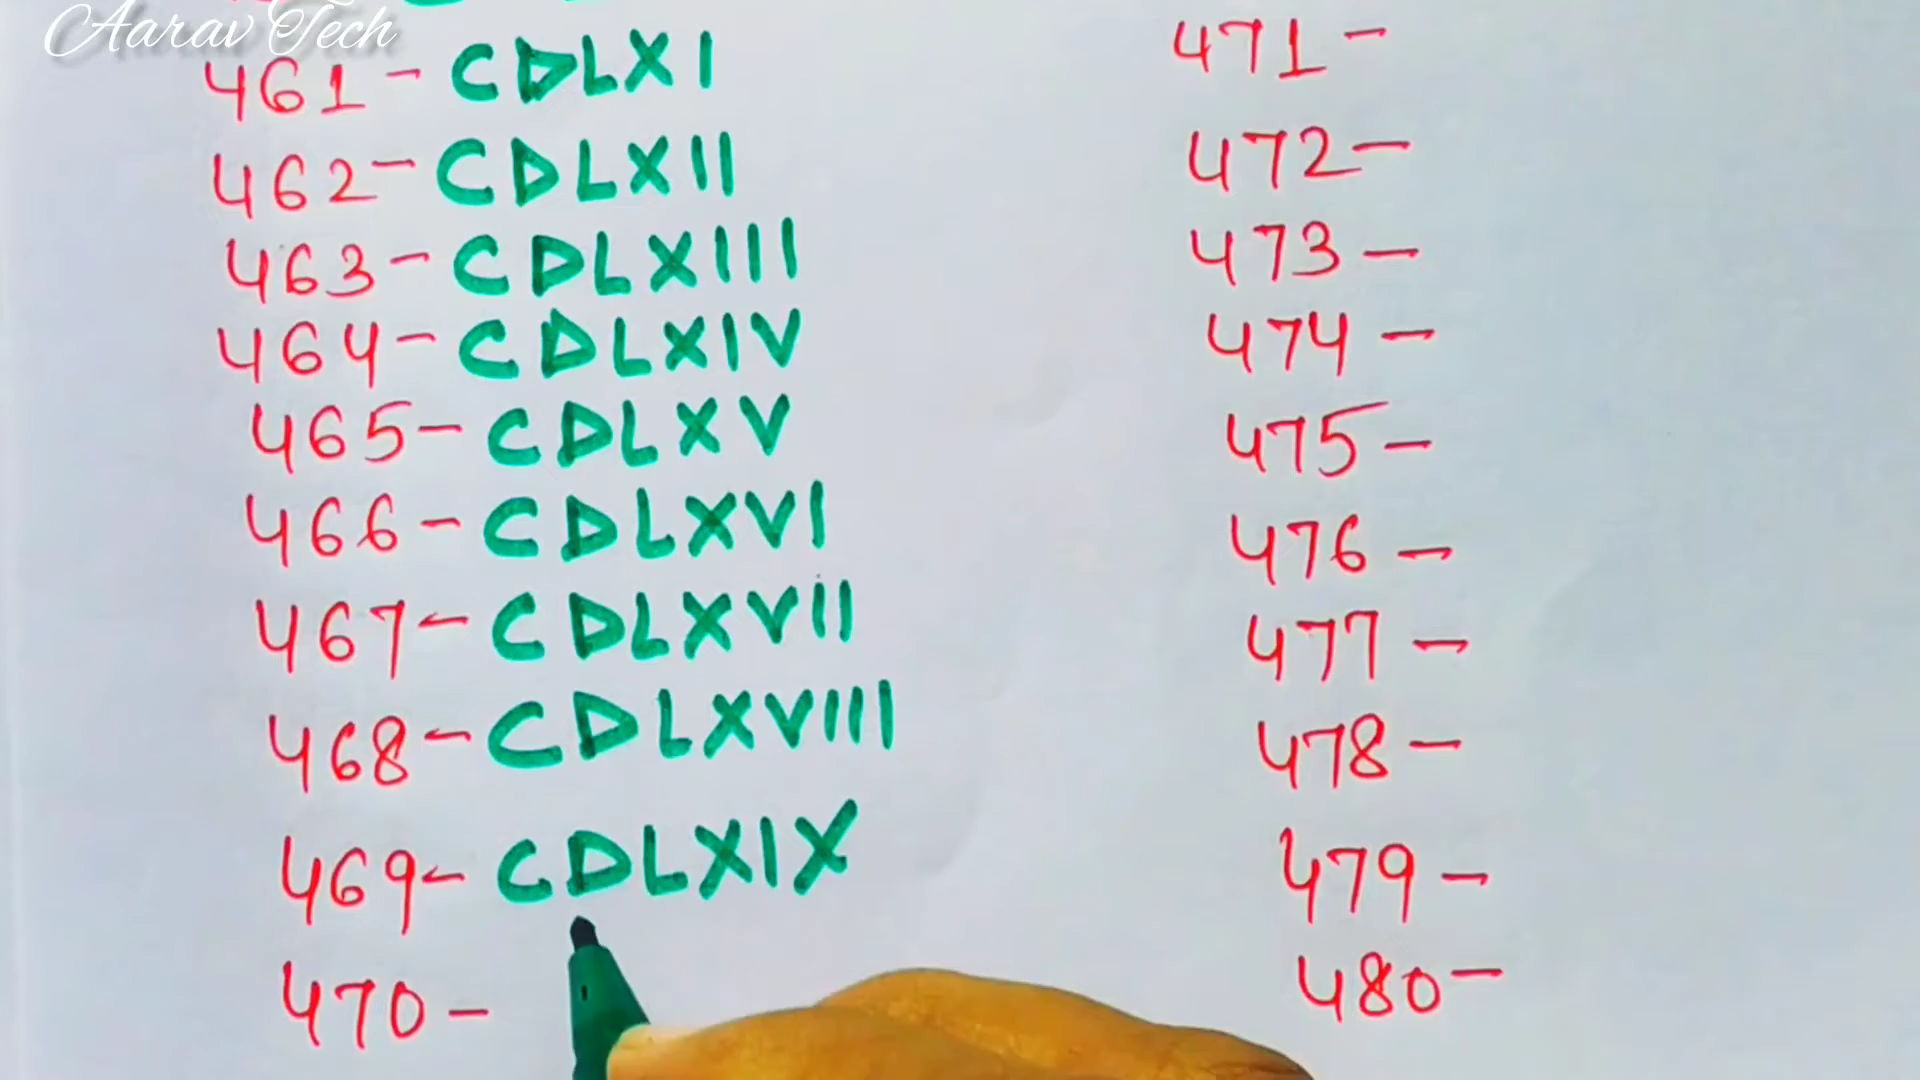 Aarav Tech
461- CDLXI
462- CDLXII
463- CDLXIII
464- CDLXIV
465- CDLXV
466- CDLXVI
467- CDLXVII
468- CDLXVIII
469- CDLXIX
470-
471-
472-
473-
474-
475-
476-
477-
478-
479-
480-